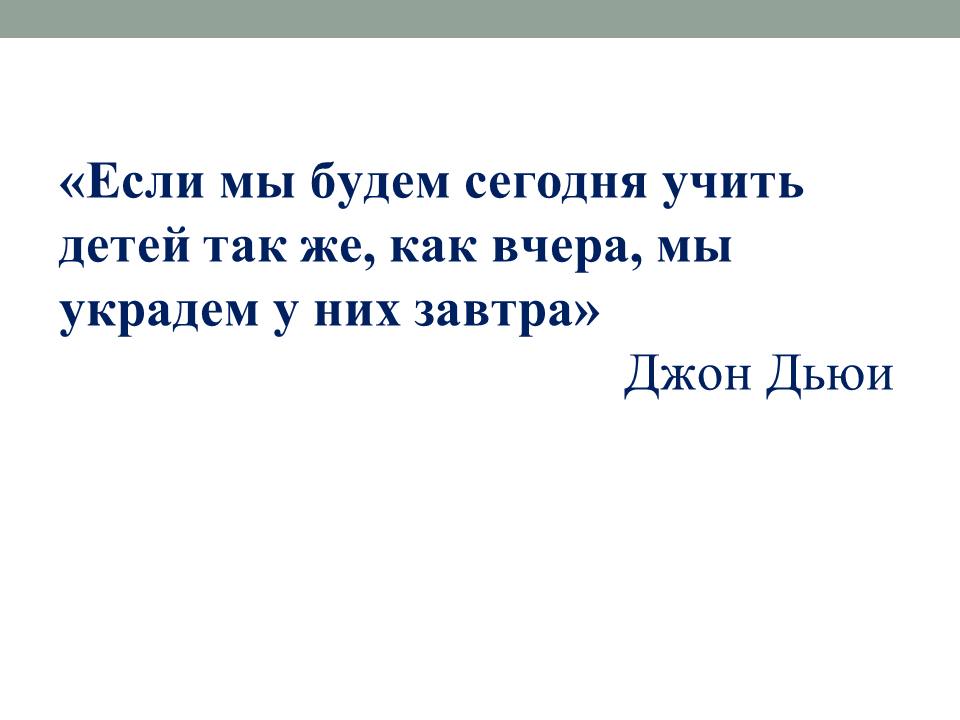 «Если мы будем сегодня учить
детей так же, как вчера, мы
украдем у них завтра»
Джон Дьюи